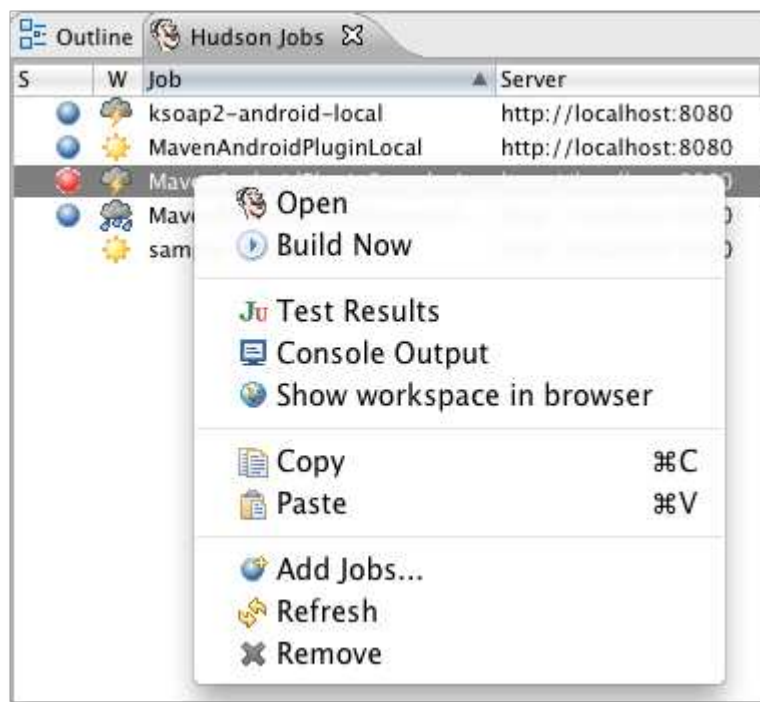 Outline Hudson Jobs
S W Job Server
ksoap2-android-local http://localhost:8080
MavenAndroidPluginLocal http://localhost:8080
Open
Build Now
Ju Test Results
Console Output
Show workspace in browser
Copy ⌘C
Paste ⌘V
Add Jobs...
Refresh
Remove